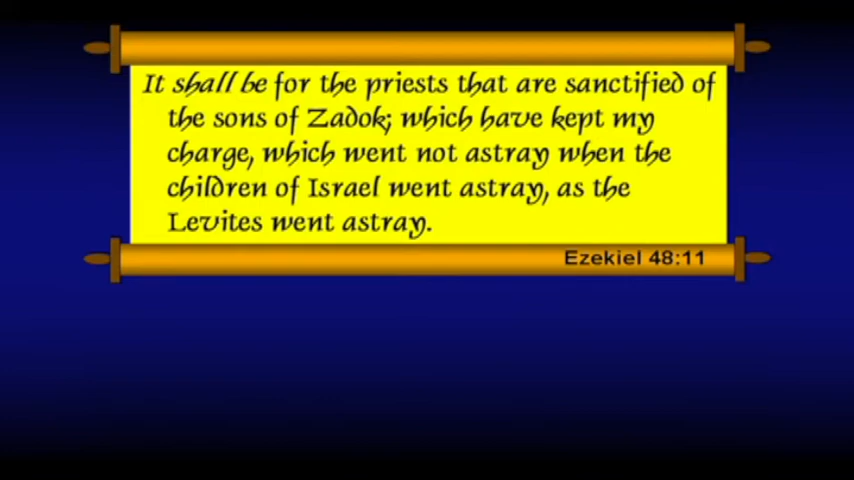 It shall be for the priests that are sanctified of
the sons of Zadok; which have kept my
charge, which went not astray when the
children of Israel went astray, as the
Levites went astray.
Ezekiel 48:11